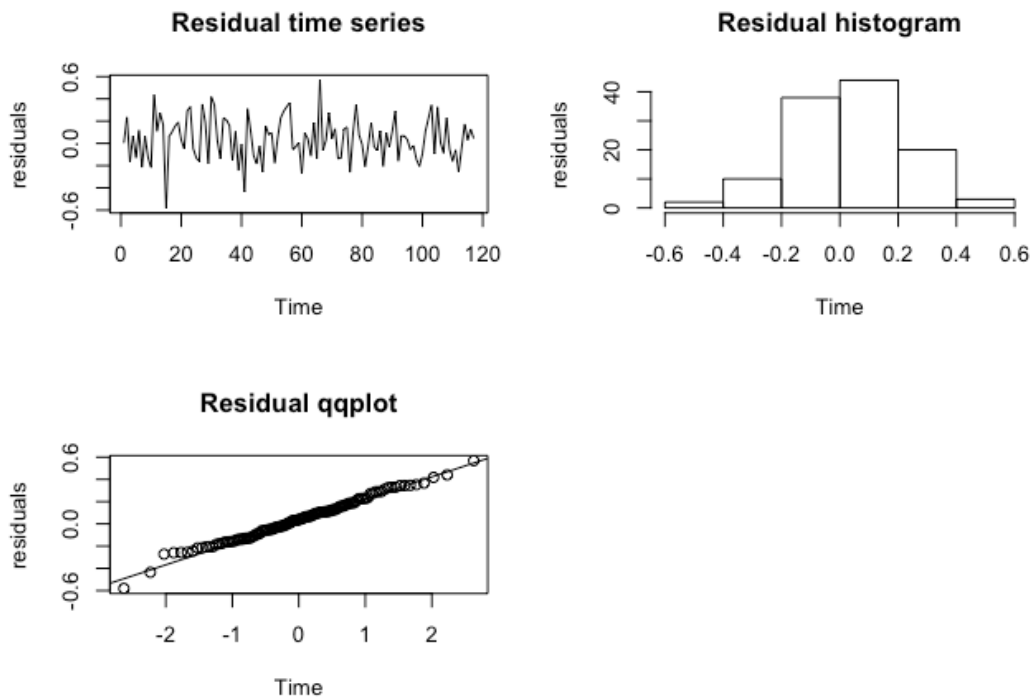 Residual time series
residuals
0.6
0.0
-0.6
0 20 40 60 80 100 120
Time
Residual histogram
residuals
40
20
0
-0.6 -0.4 -0.2 0.0 0.2 0.4 0.6
Time
Residual qqplot
residuals
0.6
0.0
-0.6
-2 -1 0 1 2
Time